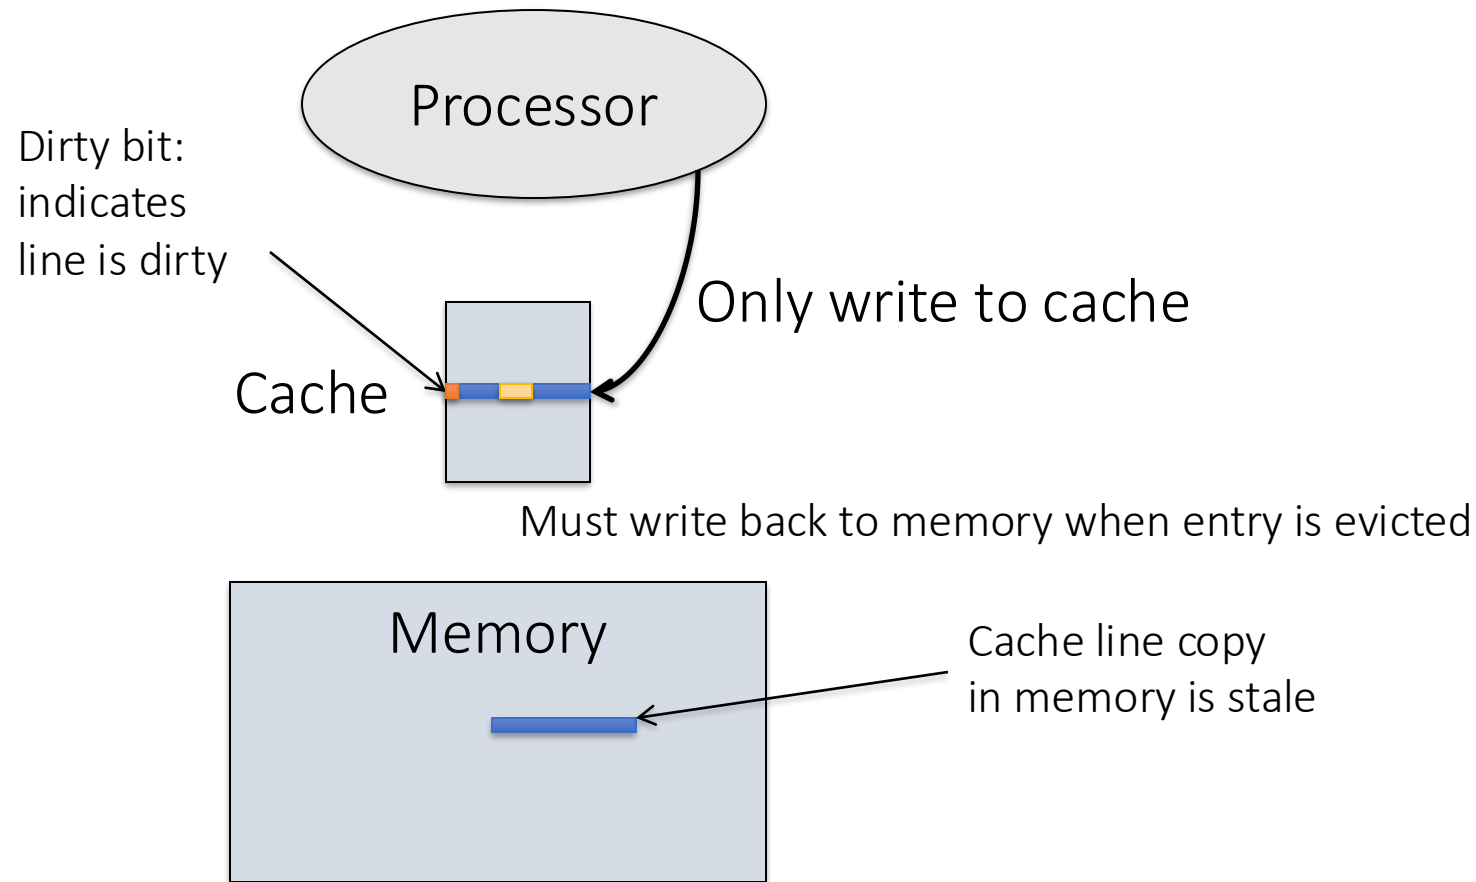 Processor
Dirty bit:
indicates
line is dirty
Only write to cache
Cache
Must write back to memory when entry is evicted
Memory
Cache line copy
in memory is stale